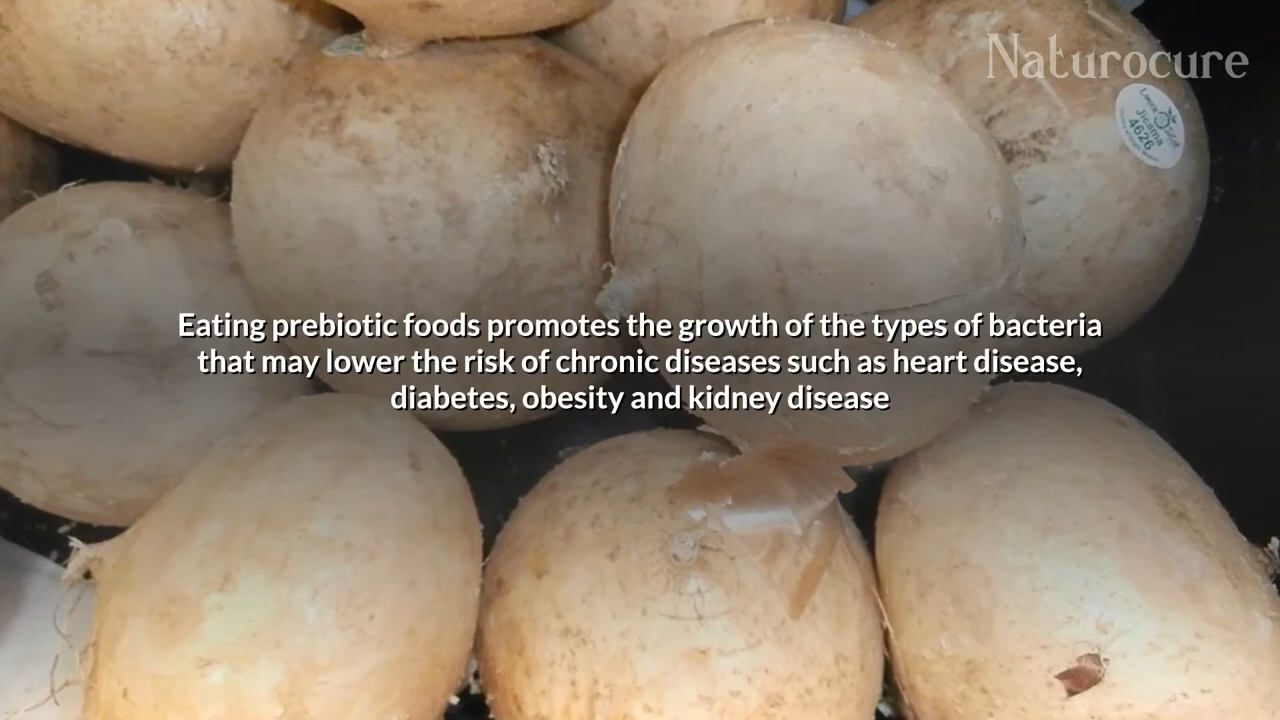 Naturocure
Jicama
4626
Eating prebiotic foods promotes the growth of the types of bacteria
that may lower the risk of chronic diseases such as heart disease,
diabetes, obesity and kidney disease